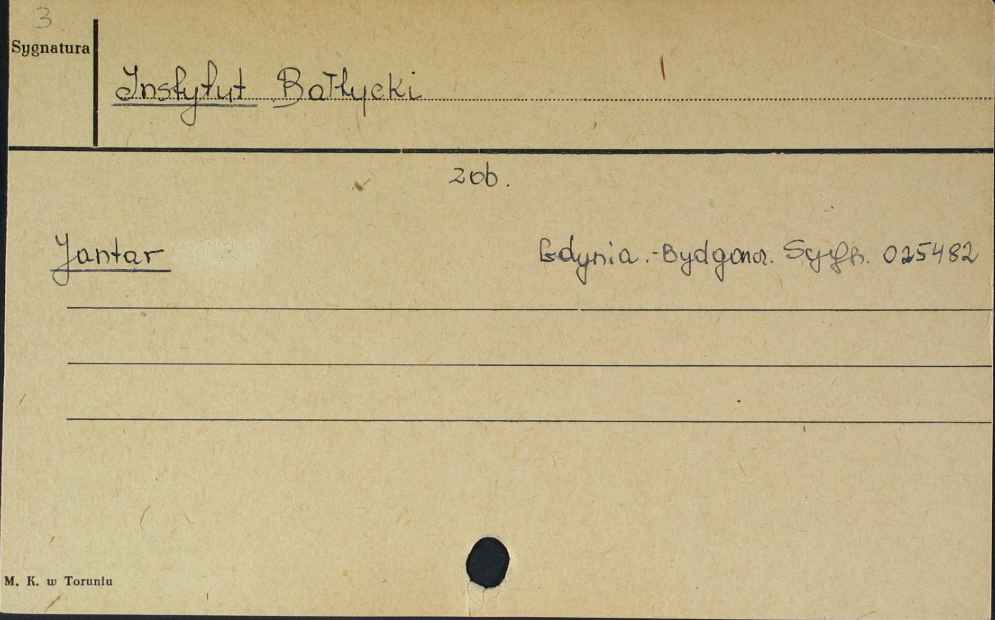 3
Sygnatura
Instytut Bałtycki
zob.
Jantar Gdynia.-Bydgoszcz. Sygn. 025482
M. K. w Toruniu